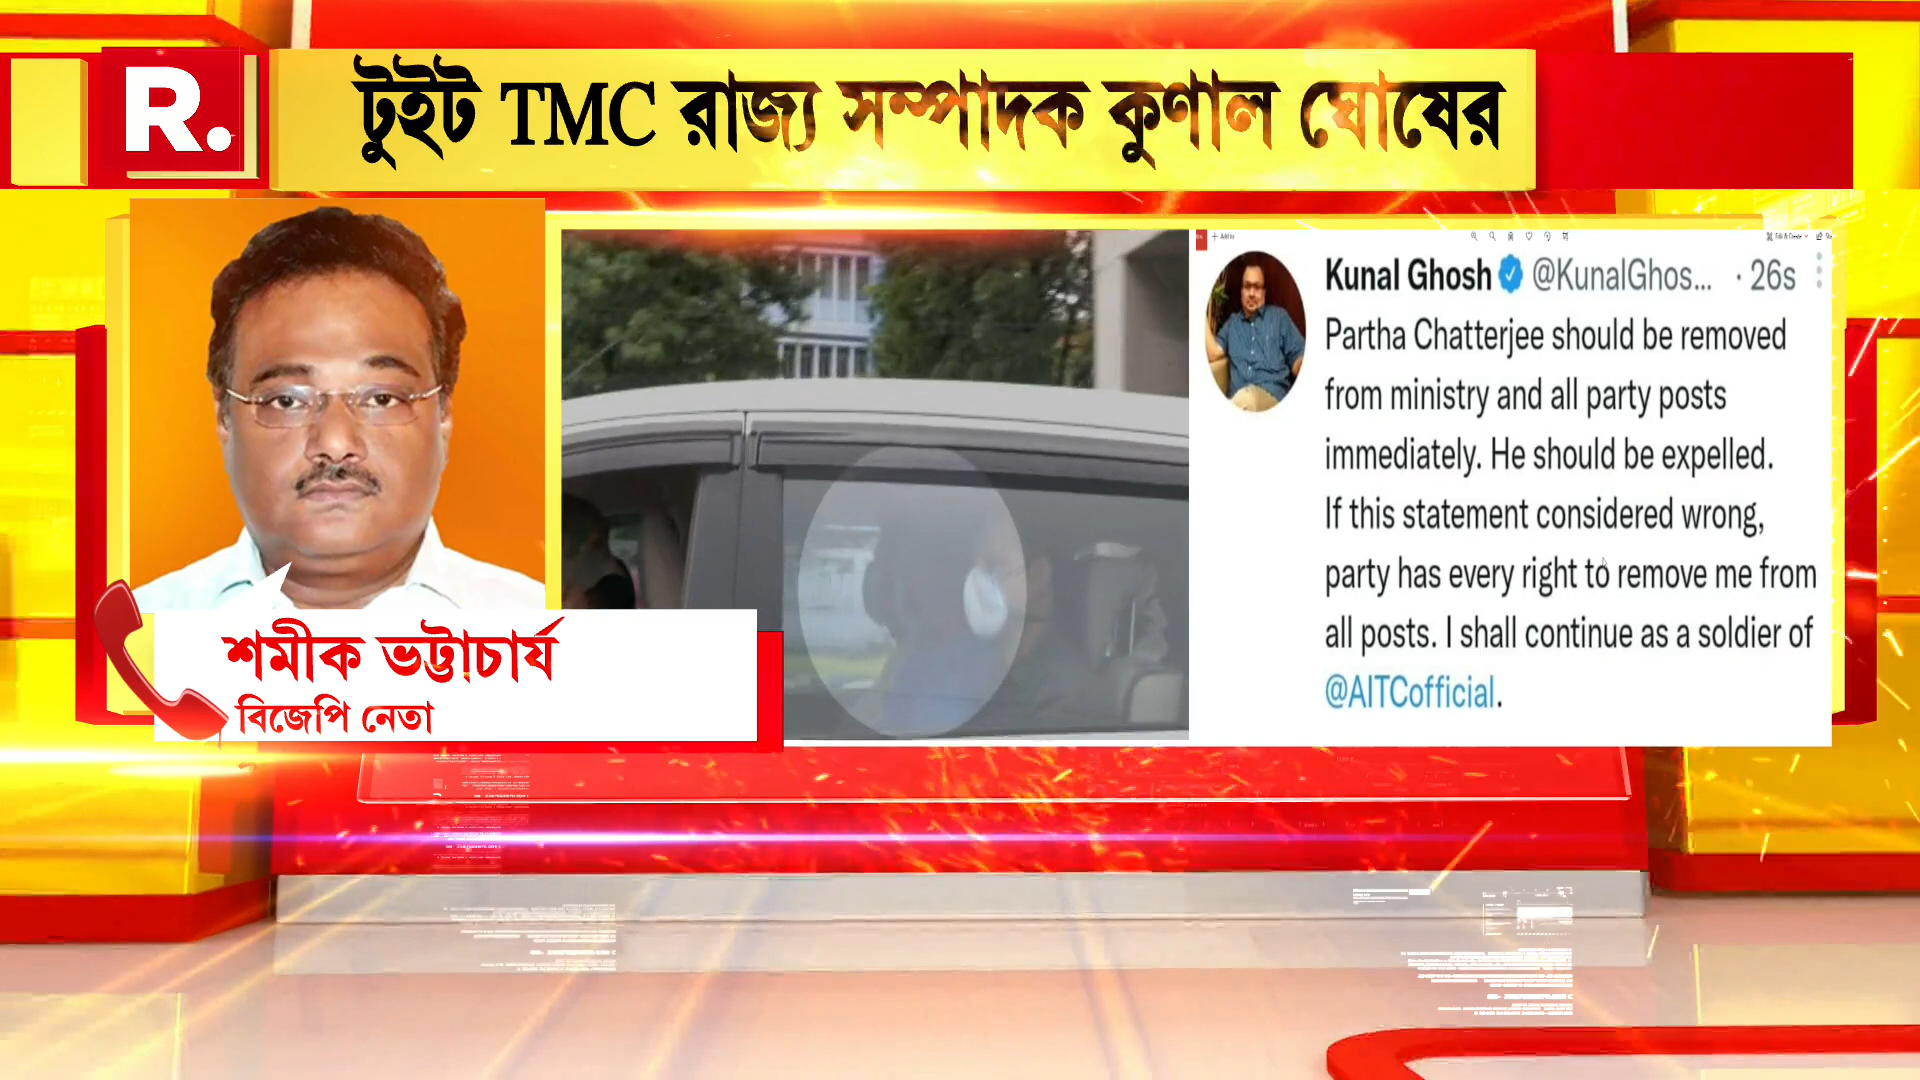 R.
টুইট TMC রাজ্য সম্পাদক কুণাল ঘোষের
Kunal Ghosh @KunalGhos... · 26s
Partha Chatterjee should be removed
from ministry and all party posts
immediately. He should be expelled.
If this statement considered wrong,
party has every right to remove me from
all posts. I shall continue as a soldier of
@AITCofficial.
শমীক ভট্টাচার্য
বিজেপি নেতা